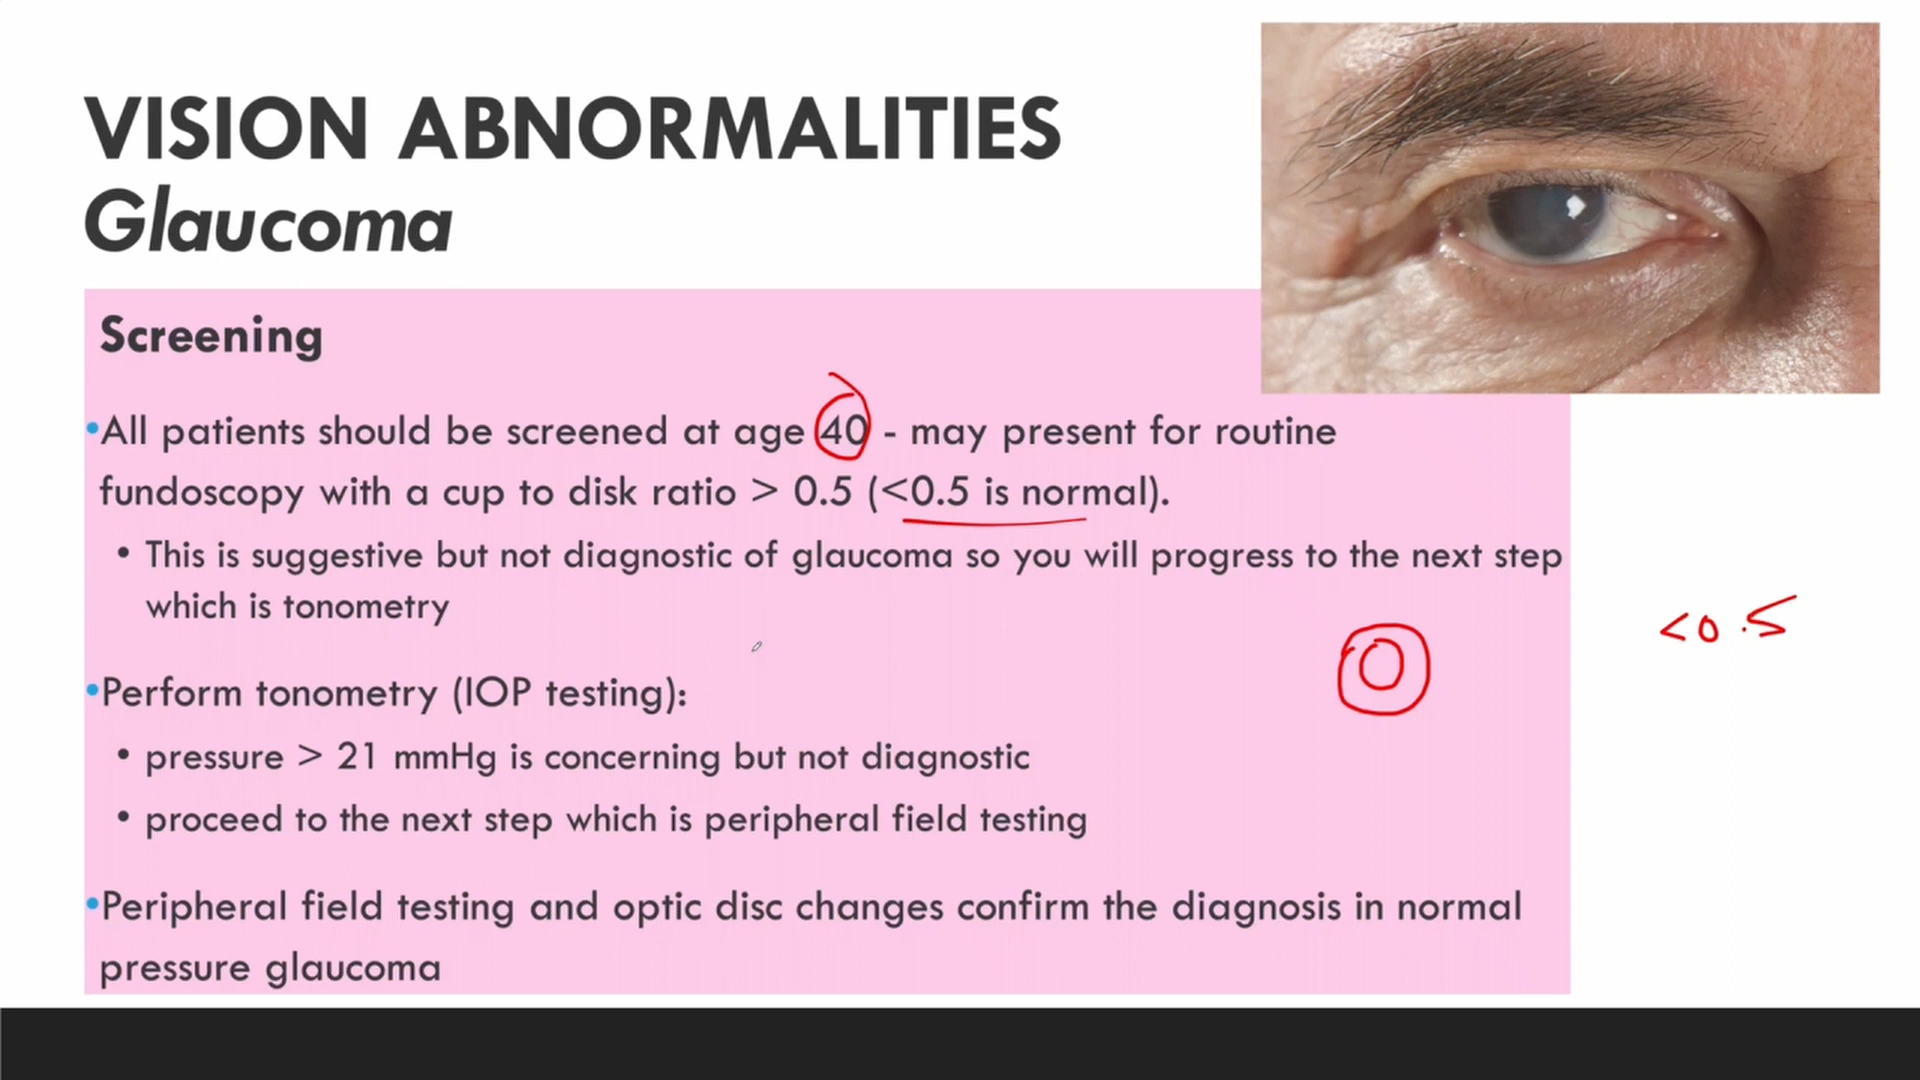 VISION ABNORMALITIES
Glaucoma
Screening
•All patients should be screened at age 40 - may present for routine
fundoscopy with a cup to disk ratio > 0.5 (<0.5 is normal).
• This is suggestive but not diagnostic of glaucoma so you will progress to the next step
which is tonometry
<0.5
•Perform tonometry (IOP testing):
• pressure > 21 mmHg is concerning but not diagnostic
• proceed to the next step which is peripheral field testing
•Peripheral field testing and optic disc changes confirm the diagnosis in normal
pressure glaucoma